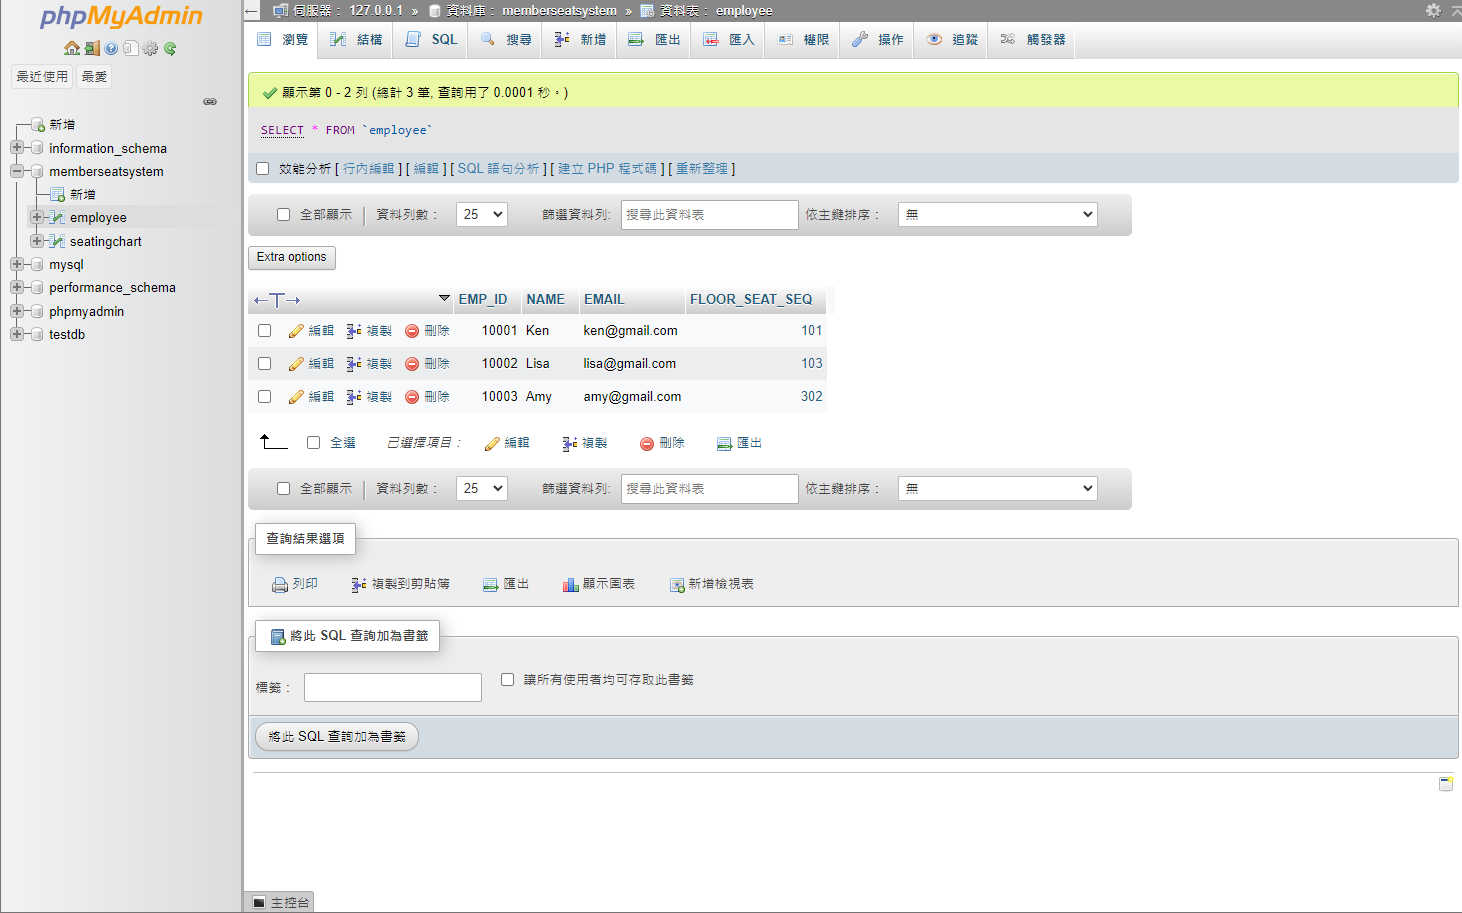 phpMyAdmin
最近使用 最愛
新增
information_schema
memberseatsystem
新增
employee
seatingchart
mysql
performance_schema
phpmyadmin
testdb
伺服器： 127.0.0.1 » 資料庫： memberseatsystem » 資料表： employee
瀏覽 結構 SQL 搜尋 新增 匯出 匯入 權限 操作 追蹤 觸發器
顯示第 0 - 2 列 (總計 3 筆, 查詢用了 0.0001 秒。)
SELECT * FROM `employee`
效能分析 [ 行內編輯 ] [ 編輯 ] [ SQL 語句分析 ] [ 建立 PHP 程式碼 ] [ 重新整理 ]
全部顯示 資料列數： 25 篩選資料列: 搜尋此資料表 依主鍵排序： 無
Extra options
←T→ EMP_ID NAME EMAIL FLOOR_SEAT_SEQ
編輯 複製 刪除 10001 Ken ken@gmail.com 101
編輯 複製 刪除 10002 Lisa lisa@gmail.com 103
編輯 複製 刪除 10003 Amy amy@gmail.com 302
全選 已選擇項目： 編輯 複製 刪除 匯出
全部顯示 資料列數： 25 篩選資料列: 搜尋此資料表 依主鍵排序： 無
查詢結果選項
列印 複製到剪貼簿 匯出 顯示圖表 新增檢視表
將此 SQL 查詢加為書籤
標籤： 讓所有使用者均可存取此書籤
將此 SQL 查詢加為書籤
主控台